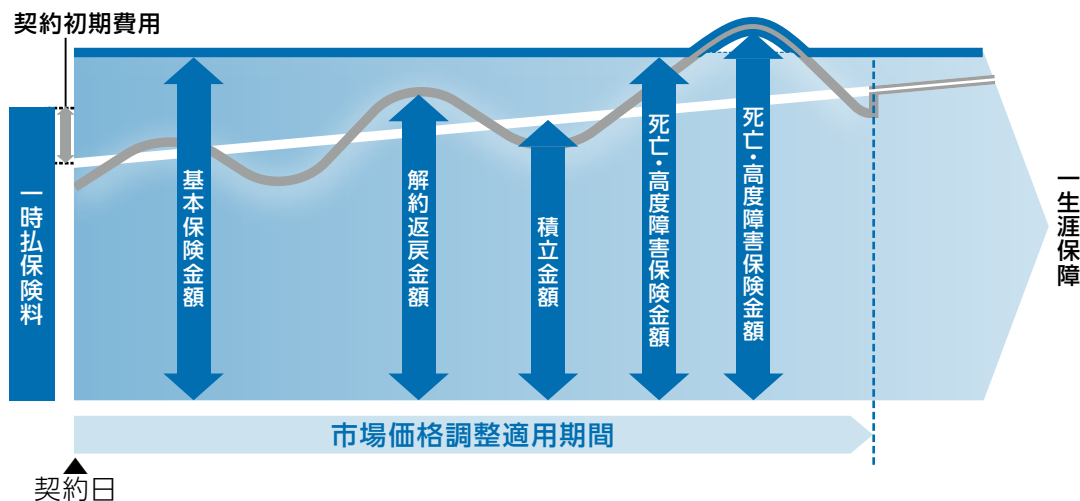 契約初期費用
一時払保険料
基本保険金額
解約返戻金額
積立金額
死亡・高度障害保険金額
死亡・高度障害保険金額
一生涯保障
市場価格調整適用期間
契約日